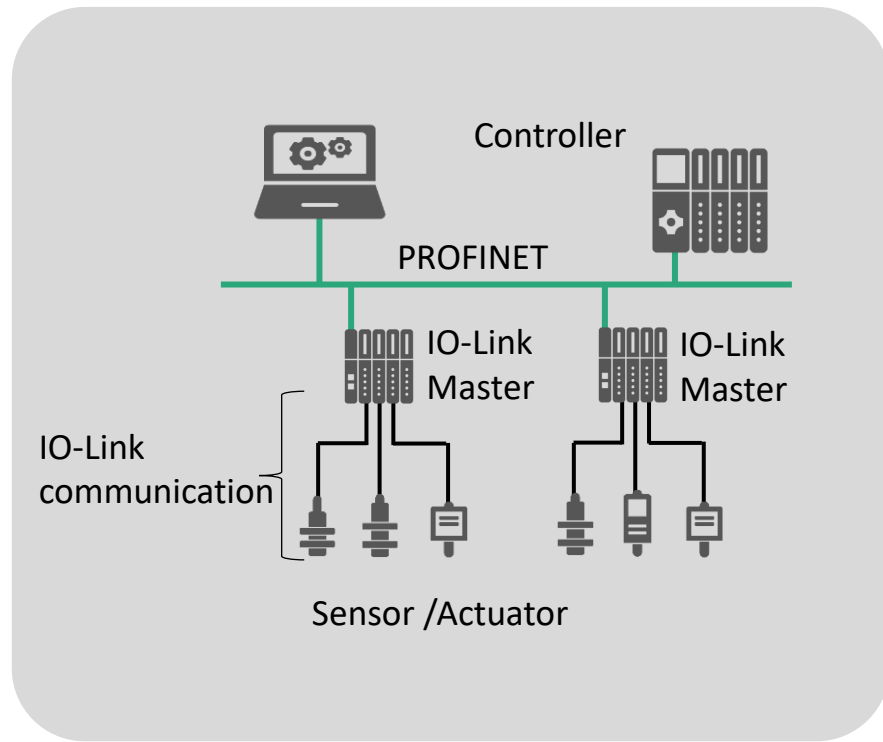 Controller
PROFINET
IO-Link
Master
IO-Link
Master
IO-Link
communication
Sensor /Actuator